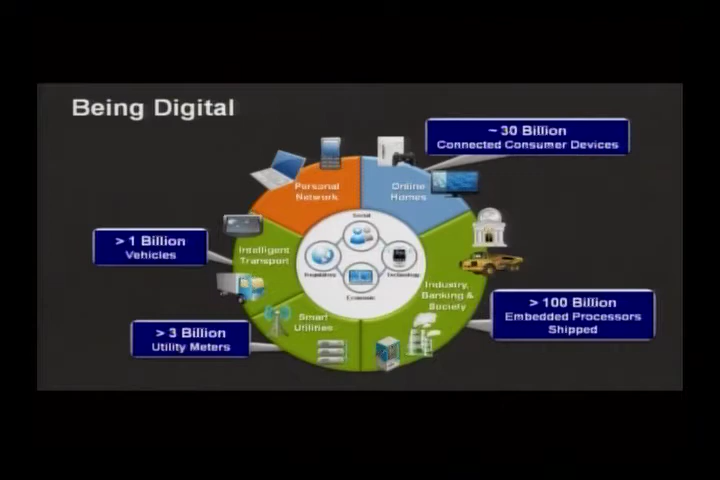 Being Digital
~ 30 Billion
Connected Consumer Devices
Personal
Network
Online
Homes
Social
> 1 Billion
Vehicles
Intelligent
Transport
Regulatory
Technology
Economic
Industry,
Banking &
Society
> 100 Billion
Embedded Processors
Shipped
Smart
Utilities
> 3 Billion
Utility Meters